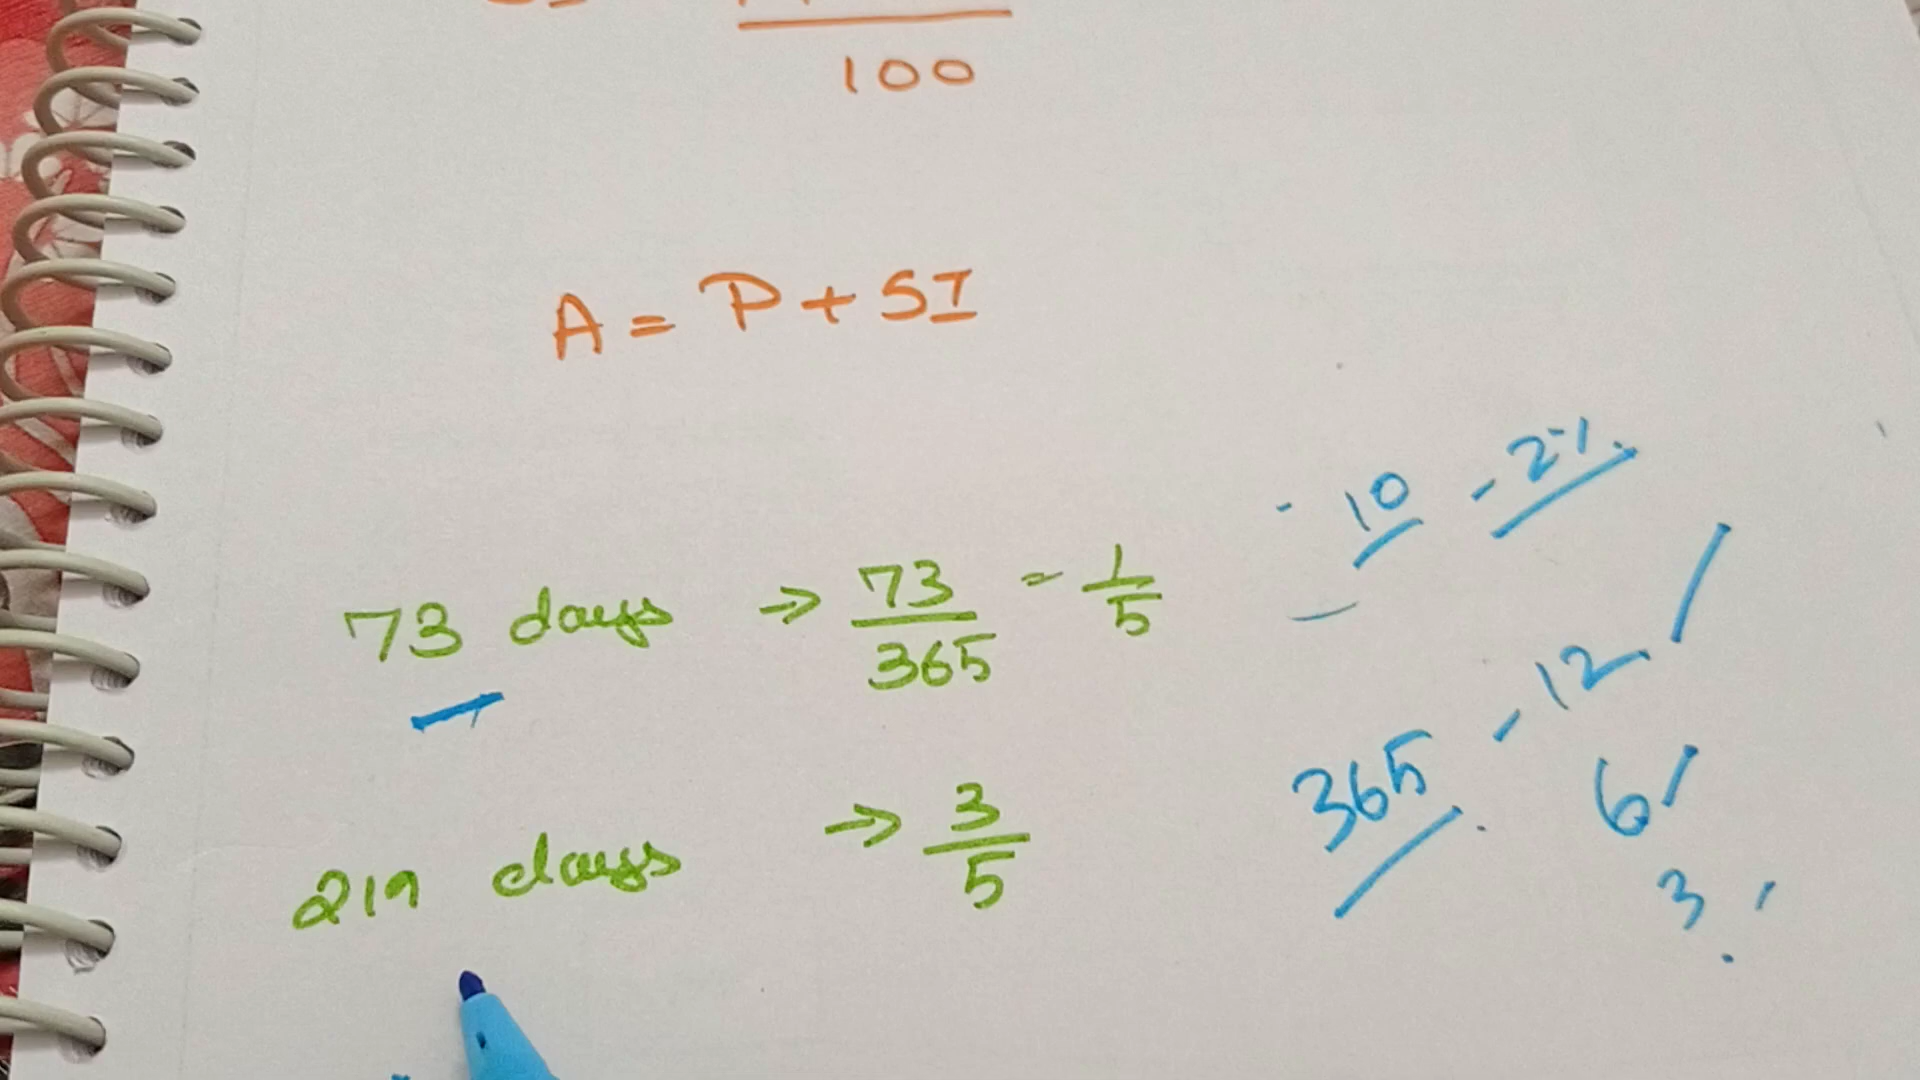 100
A = P + SI
- 10 - 2%
73 days → 73/365 = 1/5
365 - 12
6
219 days → 3/5
3